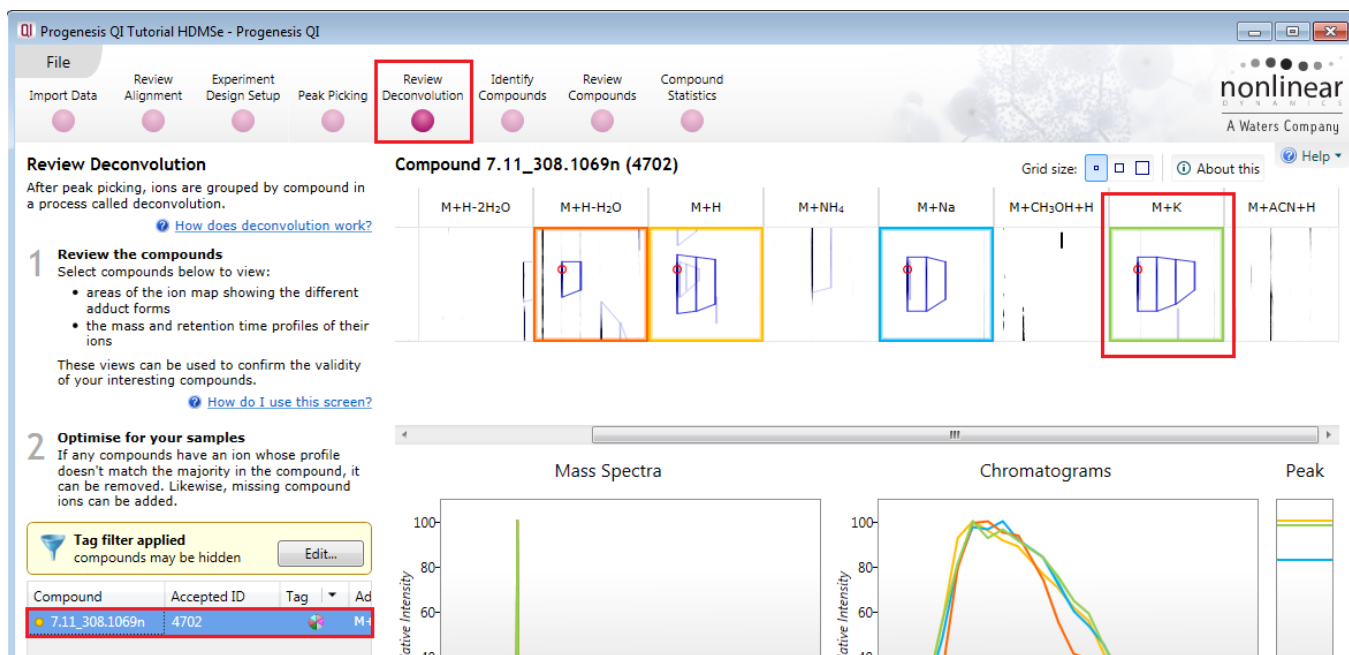 QI Progenesis QI Tutorial HDMSe - Progenesis QI
File
Import Data
Review Alignment
Experiment Design Setup
Peak Picking
Review Deconvolution
Identify Compounds
Review Compounds
Compound Statistics
nonlinear
DYNAMICS
A Waters Company
Help
Review Deconvolution
After peak picking, ions are grouped by compound in
a process called deconvolution.
How does deconvolution work?
1 Review the compounds
Select compounds below to view:
• areas of the ion map showing the different
adduct forms
• the mass and retention time profiles of their
ions
These views can be used to confirm the validity
of your interesting compounds.
How do I use this screen?
2 Optimise for your samples
If any compounds have an ion whose profile
doesn't match the majority in the compound, it
can be removed. Likewise, missing compound
ions can be added.
Tag filter applied
compounds may be hidden
Edit...
Compound Accepted ID Tag Ad
7.11_308.1069n 4702 M+
Compound 7.11_308.1069n (4702)
Grid size:
About this
M+H-2H₂O M+H-H₂O M+H M+NH₄ M+Na M+CH₃OH+H M+K M+ACN+H
Mass Spectra
100
80
60
40
ative Intensity
Chromatograms
100
80
60
40
lative Intensity
Peak